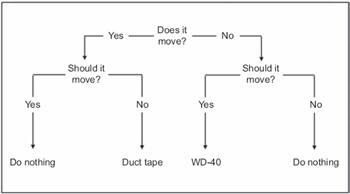 Does it
Yes move? No
Should it Should it
move? move?
Yes No Yes No
Do nothing Duct tape WD-40 Do nothing